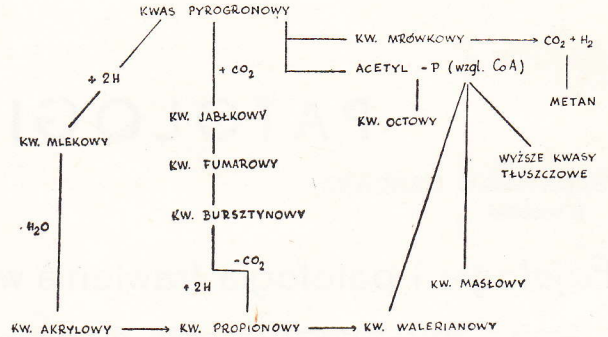 KWAS PYROGRONOWY
KW. MRÓWKOWY
CO2 + H2
+ 2H
+ CO2
ACETYL -P (wzgl. CoA)
METAN
KW. JABŁKOWY
KW. OCTOWY
KW. MLEKOWY
KW. FUMAROWY
WYŻSZE KWASY
TŁUSZCZOWE
KW. BURSZTYNOWY
-H2O
-CO2
+ 2H
KW. MASŁOWY
KW. AKRYLOWY
KW. PROPIONOWY
KW. WALERIANOWY